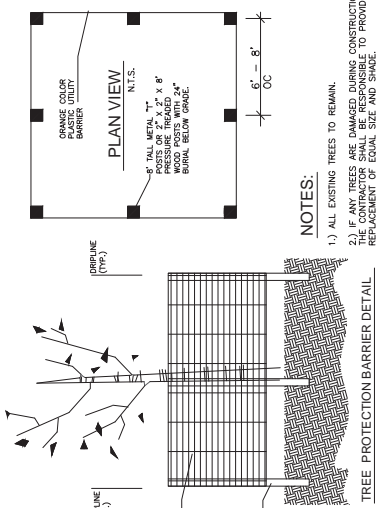 ORANGE COLOR
PLASTIC UTILITY
BARRIER
PLAN VIEW
N.T.S.
8' TALL METAL "T"
POSTS OR 2" X 2" X 8'
PRESSURE TREATED
WOOD POSTS WITH 24"
BURIAL BELOW GRADE.
6' - 8'
OC
DRIPLINE
(TYP.)
LINE
.)
TREE PROTECTION BARRIER DETAIL
NOTES:
1.) ALL EXISTING TREES TO REMAIN.
2.) IF ANY TREES ARE DAMAGED DURING CONSTRUCTI
THE CONTRACTOR SHALL BE RESPONSIBLE TO PROVID
REPLACEMENT OF EQUAL SIZE AND SHADE.